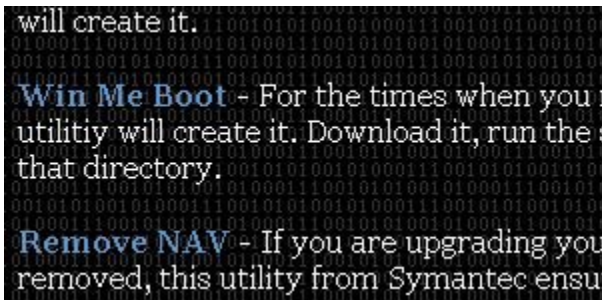 will create it.
Win Me Boot - For the times when you
utilitiy will create it. Download it, run the
that directory.
Remove NAV - If you are upgrading you
removed, this utility from Symantec ensu